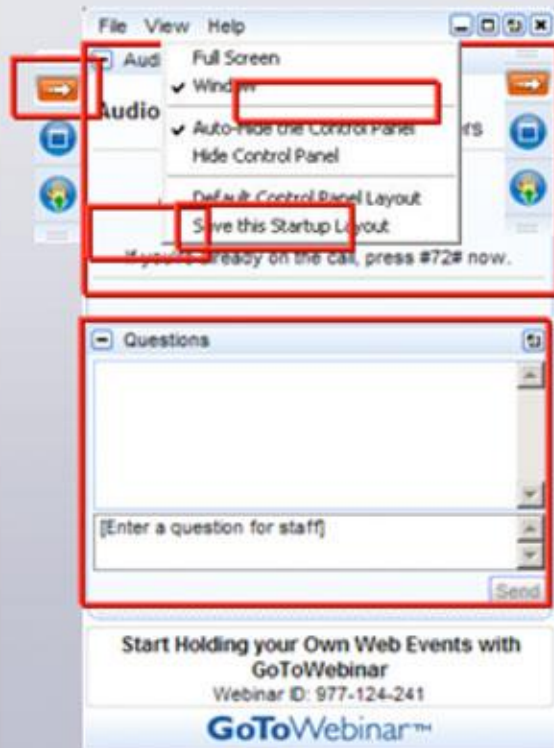 File View Help
Full Screen
Window
Audio
Auto-Hide the Control Panel
Hide Control Panel
Default Control Panel Layout
Save this Startup Layout
If you're already on the call, press #72# now.
Questions
[Enter a question for staff]
Send
Start Holding your Own Web Events with
GoToWebinar
Webinar ID: 977-124-241
GoToWebinar™